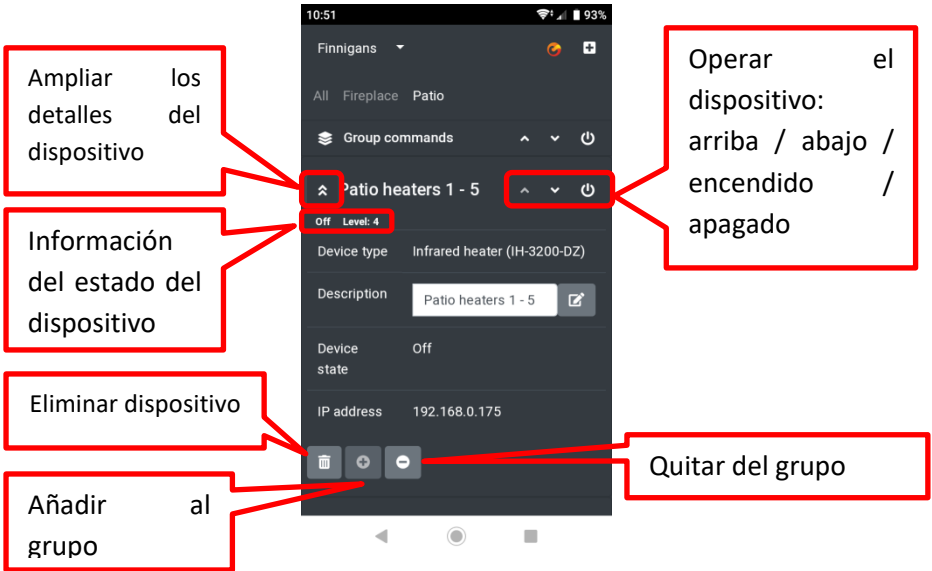 Ampliar los
detalles del
dispositivo
Información
del estado del
dispositivo
Eliminar dispositivo
Añadir al
grupo
10:51
93%
Finnigans
All Fireplace Patio
Group commands
Patio heaters 1 - 5
Off Level: 4
Device type Infrared heater (IH-3200-DZ)
Description Patio heaters 1 - 5
Device
state
Off
IP address 192.168.0.175
Operar el
dispositivo:
arriba / abajo /
encendido /
apagado
Quitar del grupo